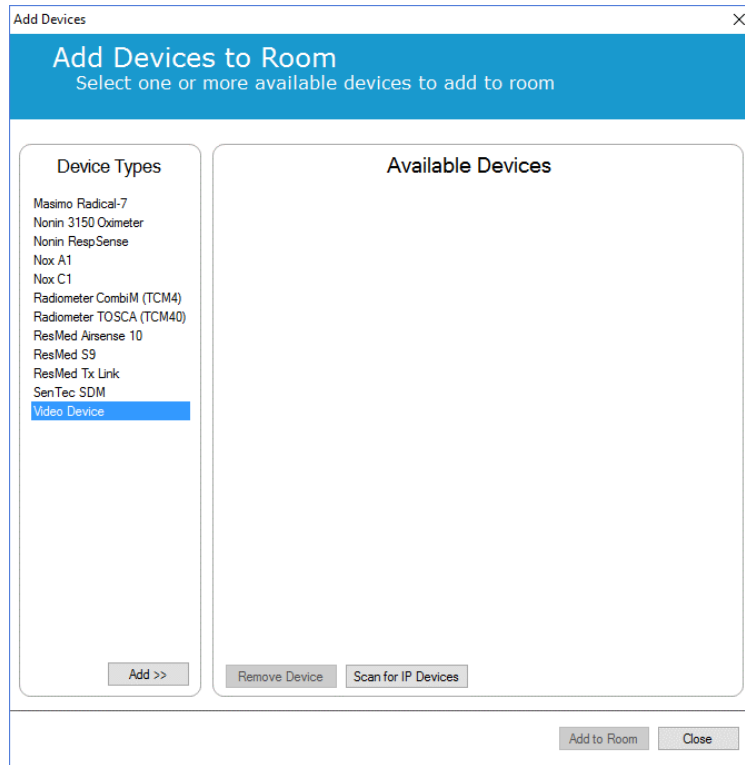 Add Devices
Add Devices to Room
Select one or more available devices to add to room
Device Types
Masimo Radical-7
Nonin 3150 Oximeter
Nonin RespSense
Nox A1
Nox C1
Radiometer CombiM (TCM4)
Radiometer TOSCA (TCM40)
ResMed Airsense 10
ResMed S9
ResMed Tx Link
SenTec SDM
Video Device
Add >>
Available Devices
Remove Device
Scan for IP Devices
Add to Room
Close